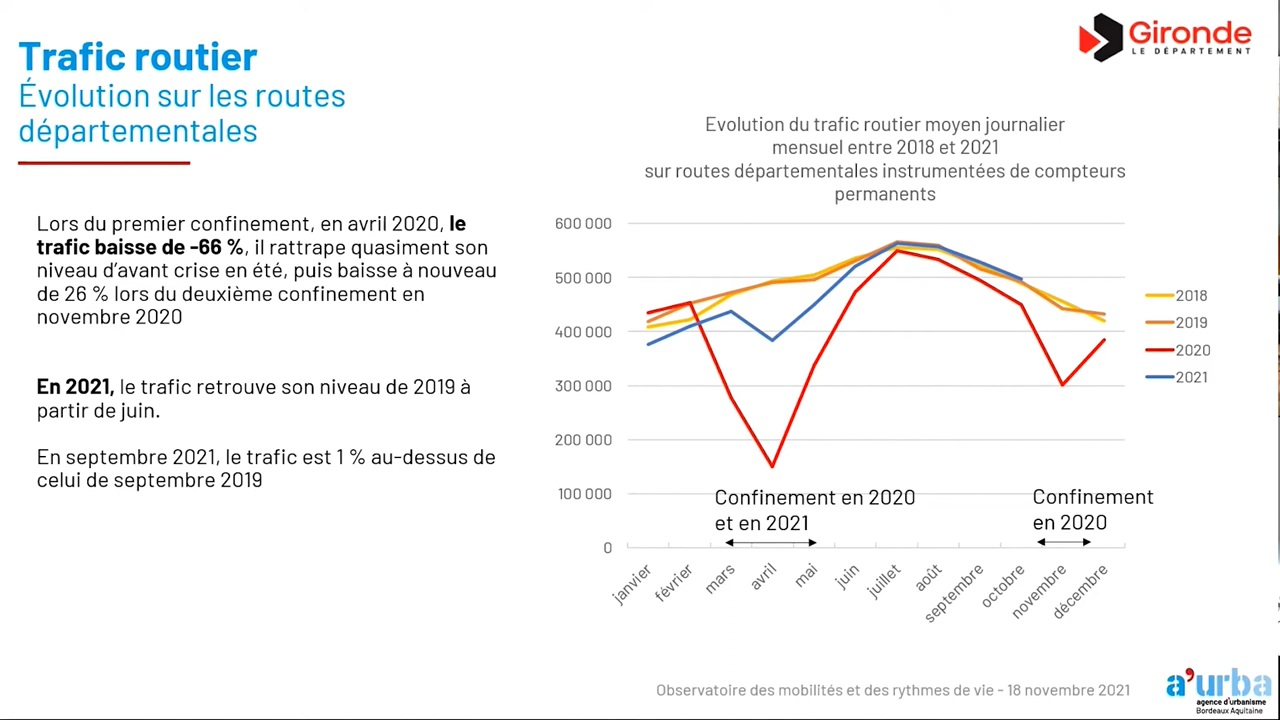 Trafic routier
Évolution sur les routes
départementales
Gironde
LE DÉPARTEMENT
Lors du premier confinement, en avril 2020, le
trafic baisse de -66 %, il rattrape quasiment son
niveau d'avant crise en été, puis baisse à nouveau
de 26 % lors du deuxième confinement en
novembre 2020
En 2021, le trafic retrouve son niveau de 2019 à
partir de juin.
En septembre 2021, le trafic est 1 % au-dessus de
celui de septembre 2019
Evolution du trafic routier moyen journalier
mensuel entre 2018 et 2021
sur routes départementales instrumentées de compteurs
permanents
600 000
500 000
400 000
300 000
200 000
100 000
0
Confinement en 2020
et en 2021
Confinement
en 2020
janvier
février
mars
avril
mai
juin
juillet
août
septembre
octobre
novembre
décembre
2018
2019
2020
2021
Observatoire des mobilités et des rythmes de vie - 18 novembre 2021
a'urba
agence d'urbanisme
Bordeaux Aquitaine